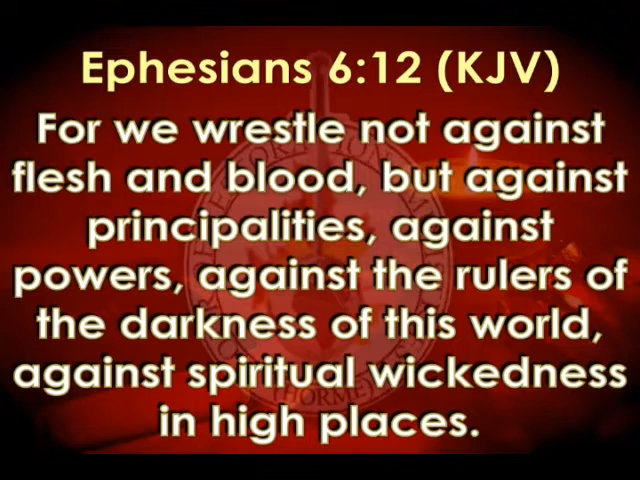 Ephesians 6:12 (KJV)
For we wrestle not against
flesh and blood, but against
principalities, against
powers, against the rulers of
the darkness of this world,
against spiritual wickedness
in high places.